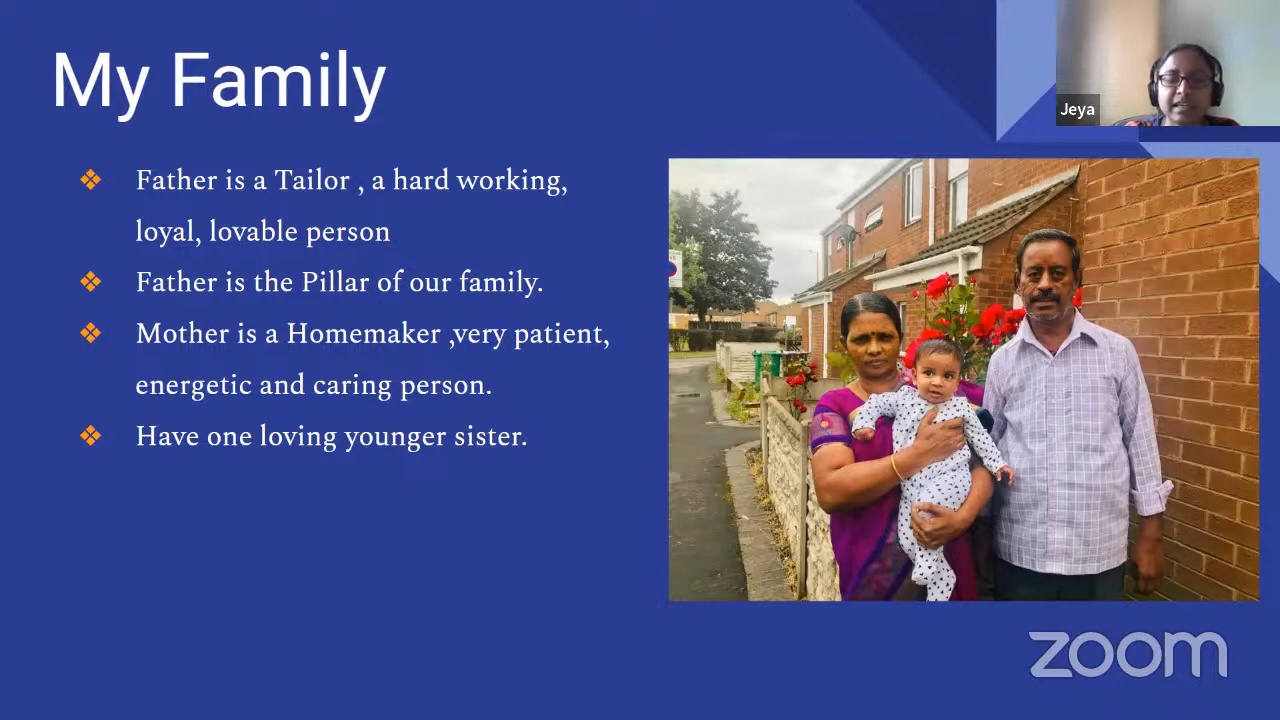 My Family
Jeya
❖ Father is a Tailor , a hard working,
loyal, lovable person
❖ Father is the Pillar of our family.
❖ Mother is a Homemaker ,very patient,
energetic and caring person.
❖ Have one loving younger sister.
zoom